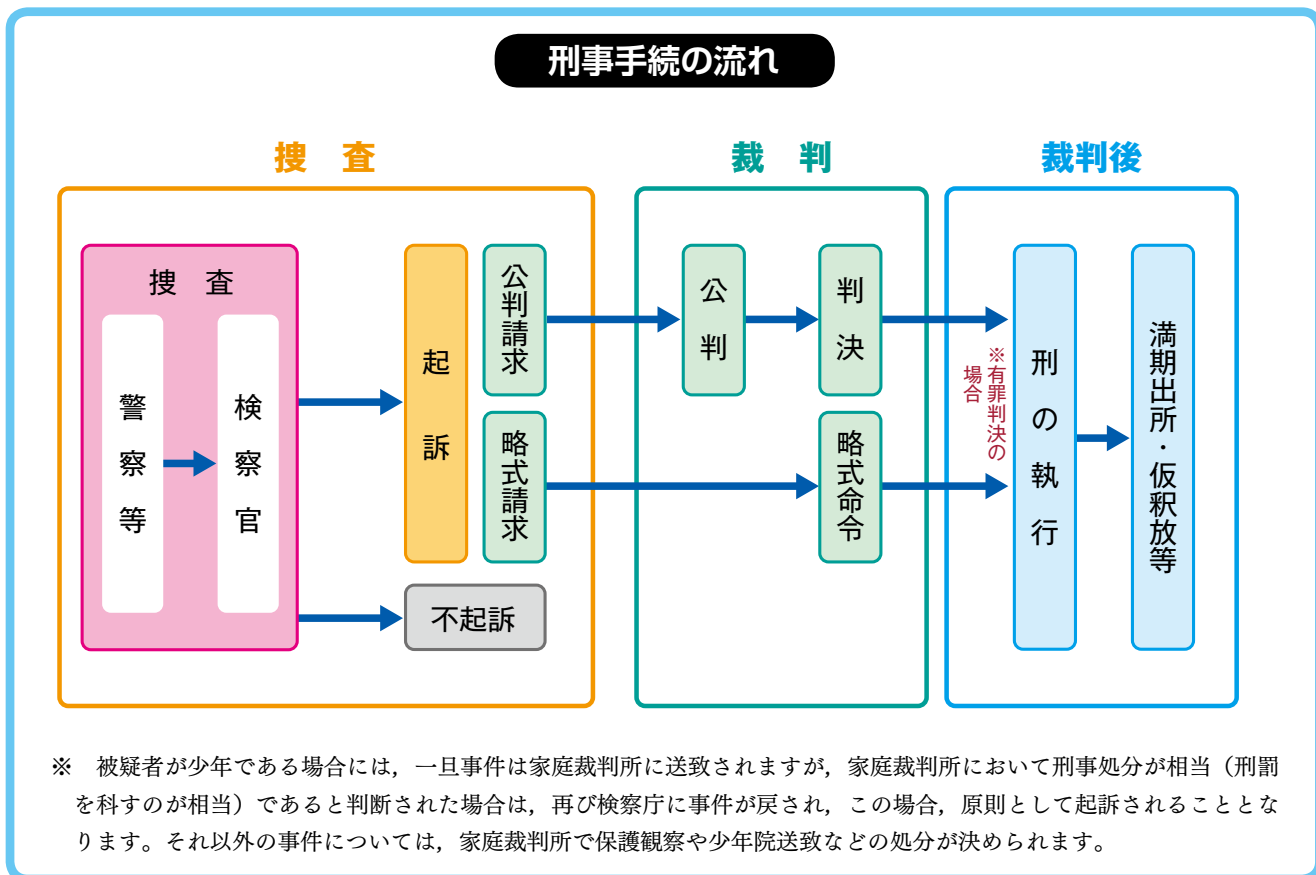 刑事手続の流れ
捜　査
裁　判
裁判後
捜　査
警察等
検察官
起訴
公判請求
略式請求
不起訴
公判
判決
略式命令
※有罪判決の
場合
刑の執行
満期出所・仮釈放等
※　被疑者が少年である場合には，一旦事件は家庭裁判所に送致されますが，家庭裁判所において刑事処分が相当（刑罰
を科すのが相当）であると判断された場合は，再び検察庁に事件が戻され，この場合，原則として起訴されることとな
ります。それ以外の事件については，家庭裁判所で保護観察や少年院送致などの処分が決められます。